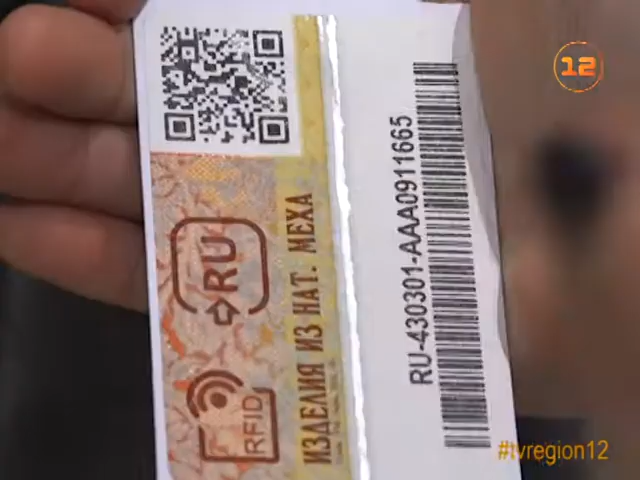 12
RU
RFID
ИЗДЕЛИЯ ИЗ НАТ. МЕХА
RU-430301-AAA0911665
#tvregion12